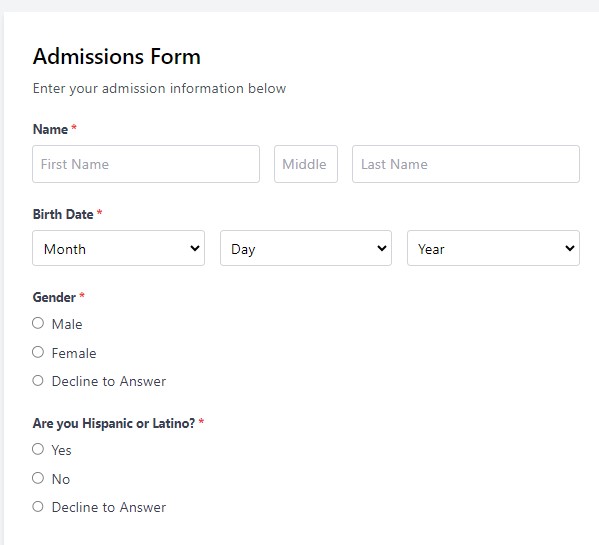 Admissions Form
Enter your admission information below
Name *
First Name Middle Last Name
Birth Date *
Month Day Year
Gender *
Male
Female
Decline to Answer
Are you Hispanic or Latino? *
Yes
No
Decline to Answer